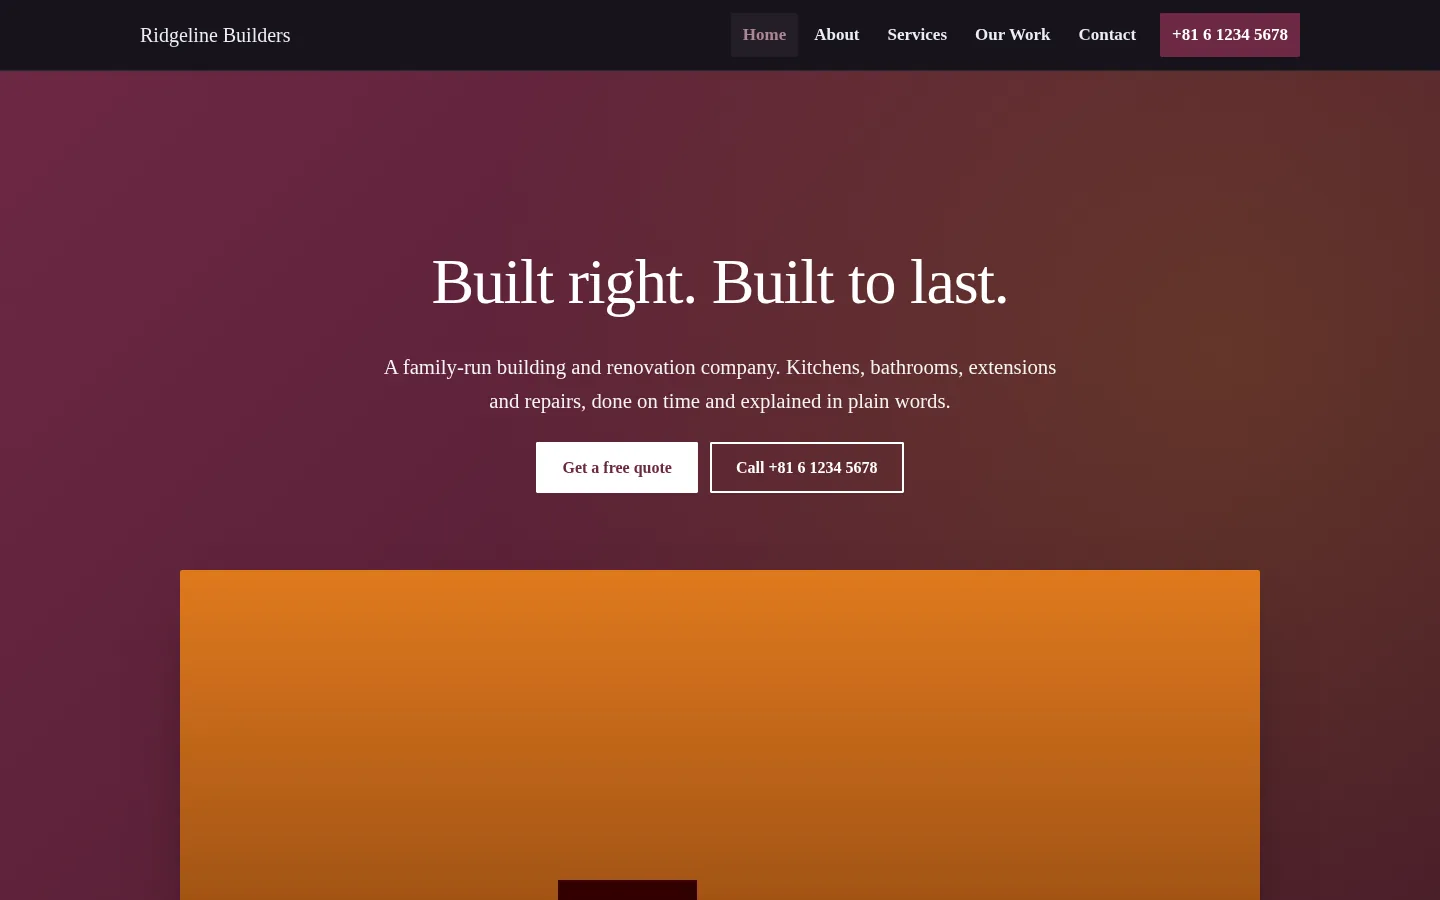 Ridgeline Builders
Home
About
Services
Our Work
Contact
+81 6 1234 5678
Built right. Built to last.
A family-run building and renovation company. Kitchens, bathrooms, extensions
and repairs, done on time and explained in plain words.
Get a free quote
Call +81 6 1234 5678